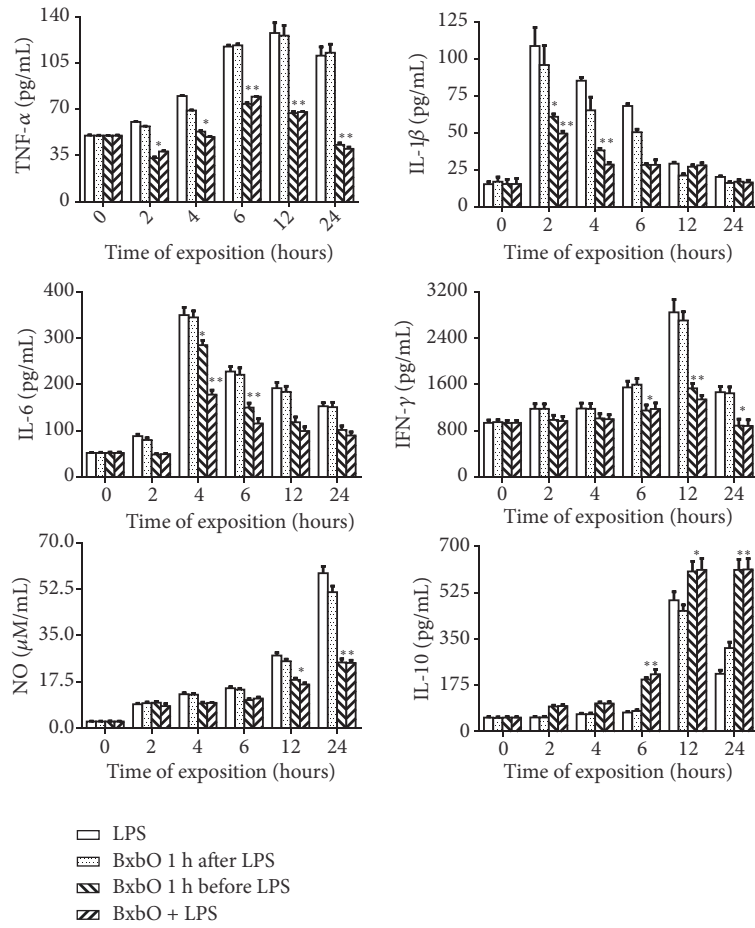 TNF-α (pg/mL)
140
105
70
35
0
*
*
**
**
**
0 2 4 6 12 24
Time of exposition (hours)
IL-1β (pg/mL)
125
100
75
50
25
0
*
**
**
0 2 4 6 12 24
Time of exposition (hours)
IL-6 (pg/mL)
400
300
200
100
0
*
**
**
0 2 4 6 12 24
Time of exposition (hours)
IFN-γ (pg/mL)
3200
2400
1600
800
0
*
**
*
0 2 4 6 12 24
Time of exposition (hours)
NO (μM/mL)
70.0
52.5
35.0
17.5
0.0
*
**
0 2 4 6 12 24
Time of exposition (hours)
IL-10 (pg/mL)
700
525
350
175
0
**
*
**
0 2 4 6 12 24
Time of exposition (hours)
LPS
BxbO 1 h after LPS
BxbO 1 h before LPS
BxbO + LPS